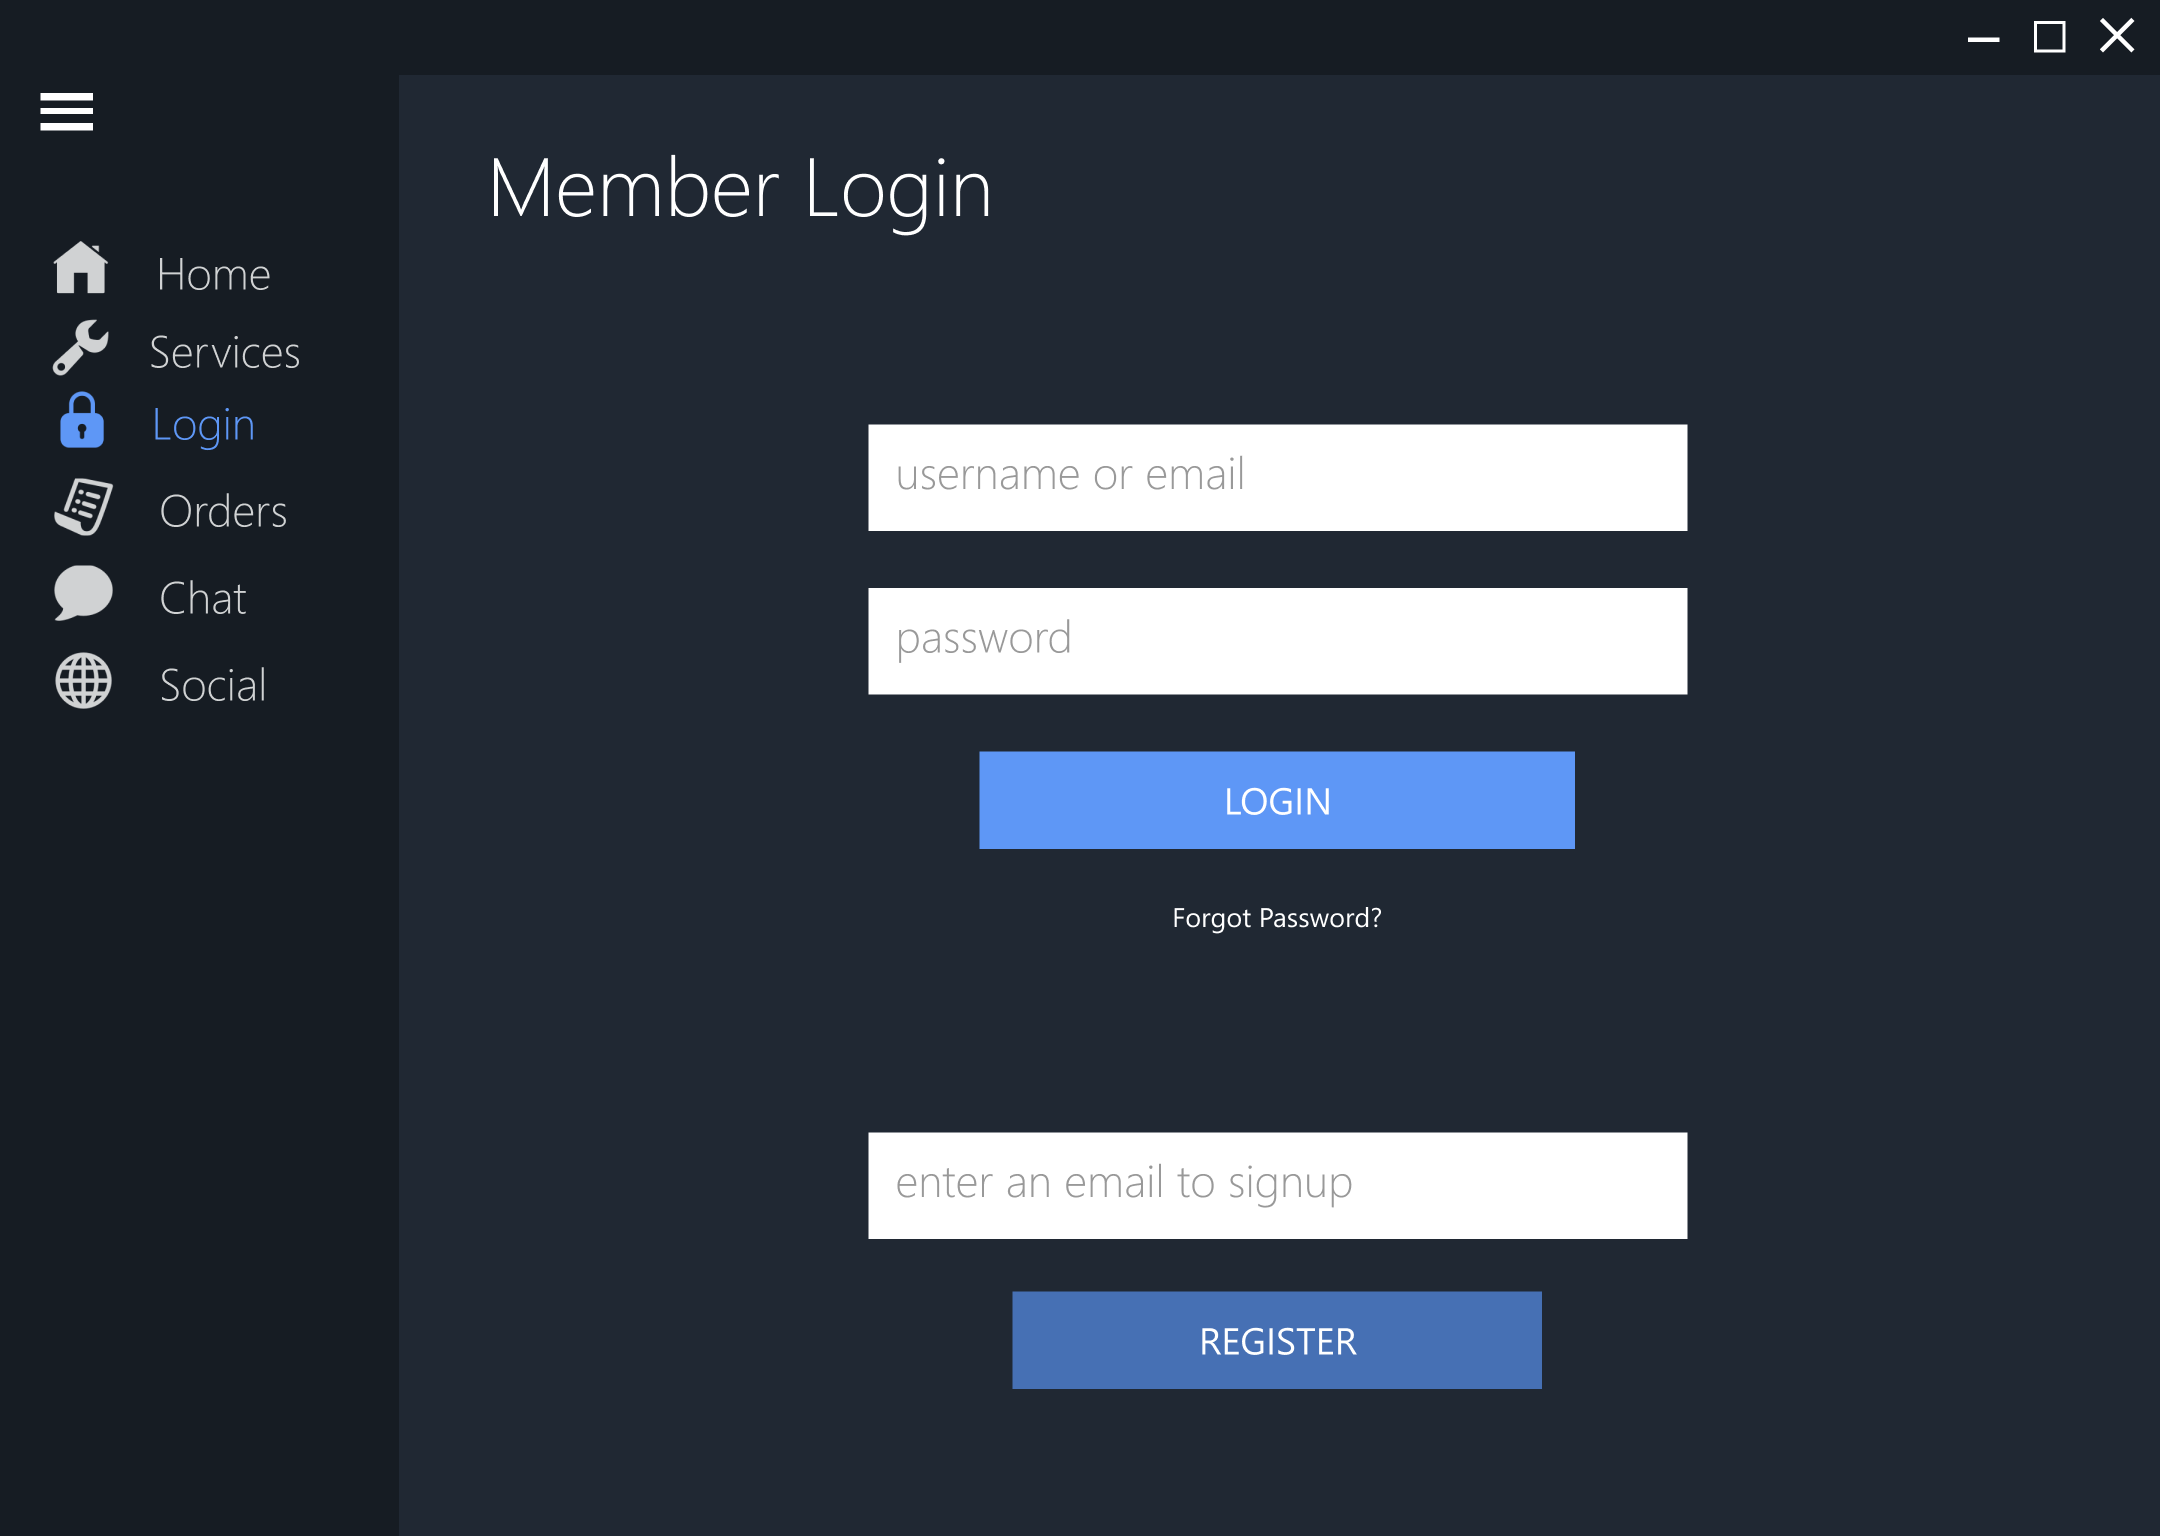 Member Login
Home
Services
Login
Orders
Chat
Social
username or email
password
LOGIN
Forgot Password?
enter an email to signup
REGISTER